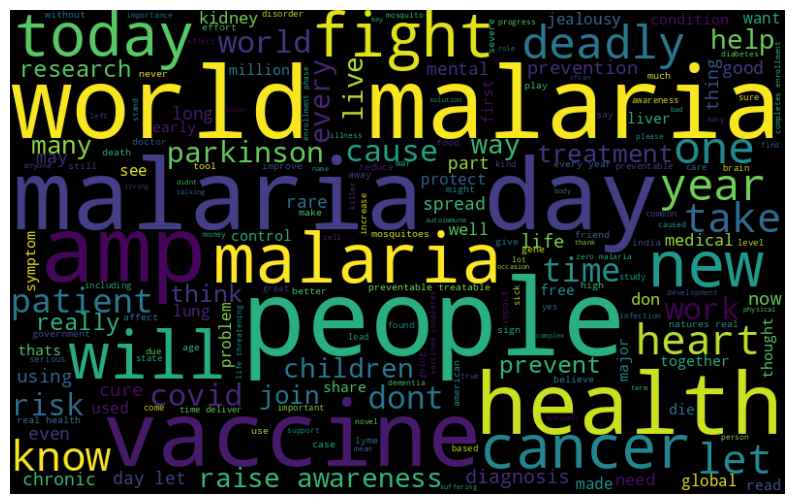 without importance disorder mosquito severe progress
today kidney effort fight key deadly jealousy condition want
affect world role often diabetes help
research never million every live mental prevention thing good
world malaria
long early stand first play much awareness sure
many doctor illness solution may bad liver
may still death parkinson cause food way treatment please one find
see tool improve reduce war part kind every year preventable care year
anyone didnt name away protect might spread brain
malaria day
living talking killer rare body common take
amp make increase autoimmune friend caused
symptom money control cell mosquitoes well give thank india medical level
malaria lot life gene zero malaria new
including great preventable treatable time study
patient think better sick free high development don work now
really affect lung problem people yes occasion infection natures real
thats government due state age lead found sign complex prevent major heart physical thought together
will serious life threatening children
using cure covid join share dementia american dont believe health
risk used come time deliver important true term die
even real health use novel lyme based cancer person let
know vaccine case support mean made need
chronic day let raise awareness suffering diagnosis global read